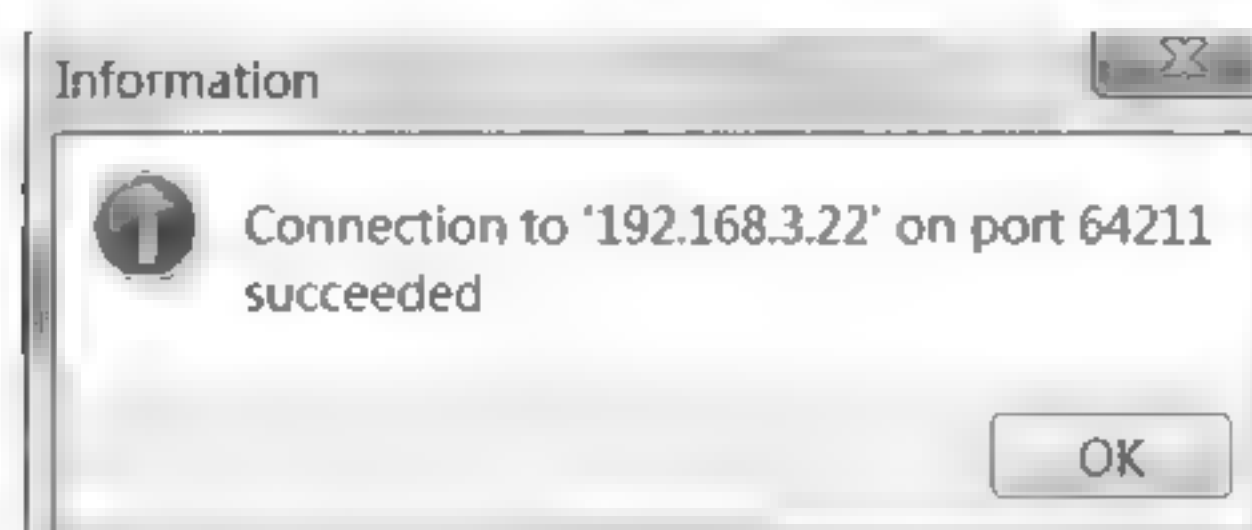 Information
Connection to '192.168.3.22' on port 64211
succeeded
OK